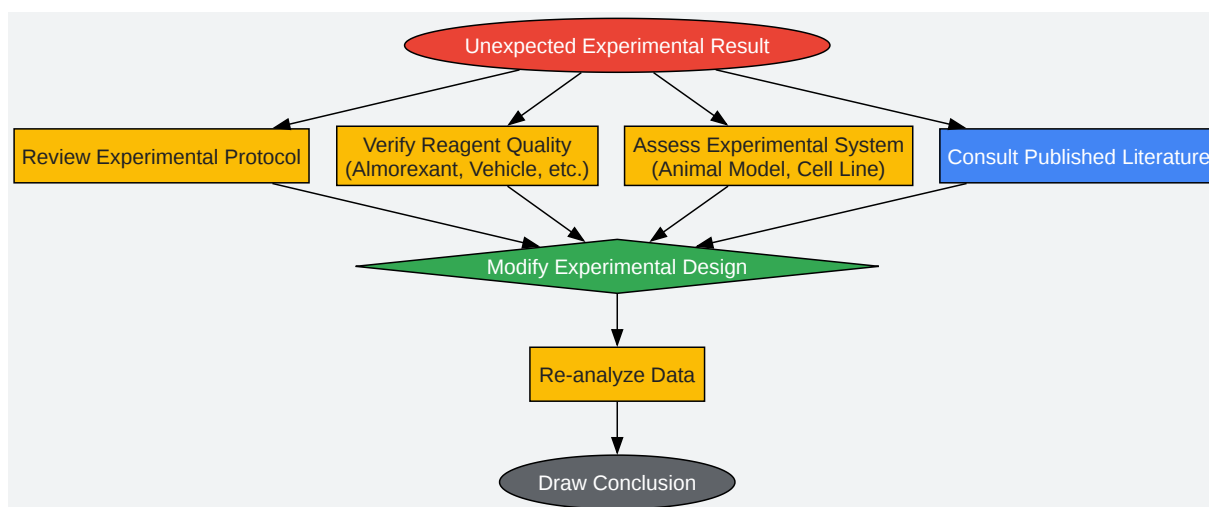 Unexpected Experimental Result
Review Experimental Protocol
Verify Reagent Quality
(Almorexant, Vehicle, etc.)
Assess Experimental System
(Animal Model, Cell Line)
Consult Published Literature
Modify Experimental Design
Re-analyze Data
Draw Conclusion